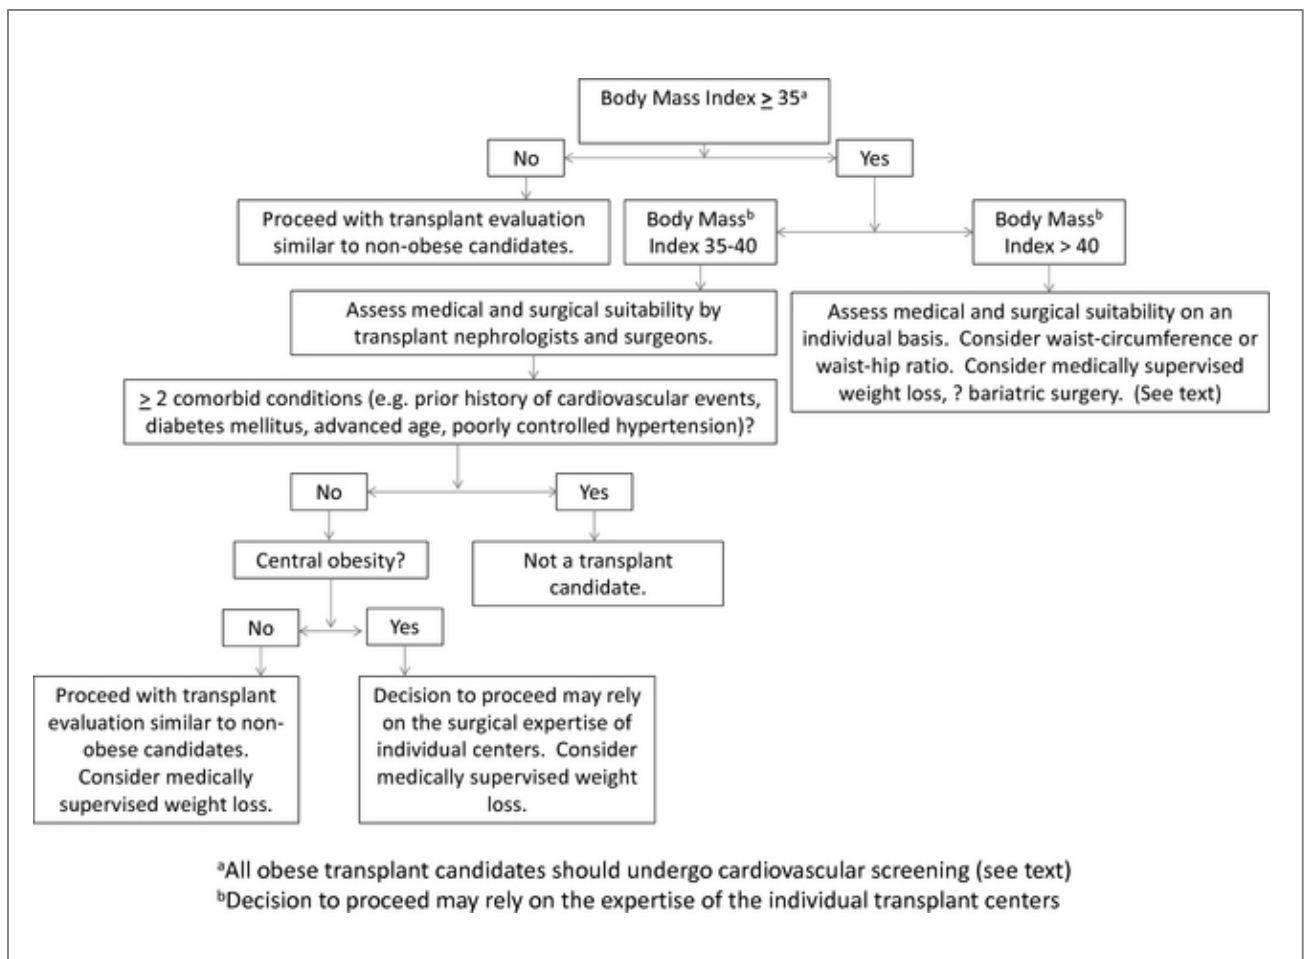 Body Mass Index ≥ 35ᵃ
No
Yes
Proceed with transplant evaluation
similar to non-obese candidates.
Body Massᵇ
Index 35-40
Body Massᵇ
Index > 40
Assess medical and surgical suitability by
transplant nephrologists and surgeons.
Assess medical and surgical suitability on an
individual basis.  Consider waist-circumference or
waist-hip ratio.  Consider medically supervised
weight loss, ? bariatric surgery.  (See text)
≥ 2 comorbid conditions (e.g. prior history of cardiovascular events,
diabetes mellitus, advanced age, poorly controlled hypertension)?
No
Yes
Central obesity?
Not a transplant
candidate.
No
Yes
Proceed with transplant
evaluation similar to non-
obese candidates.
Consider medically
supervised weight loss.
Decision to proceed may rely
on the surgical expertise of
individual centers.  Consider
medically supervised weight
loss.
ᵃAll obese transplant candidates should undergo cardiovascular screening (see text)
ᵇDecision to proceed may rely on the expertise of the individual transplant centers